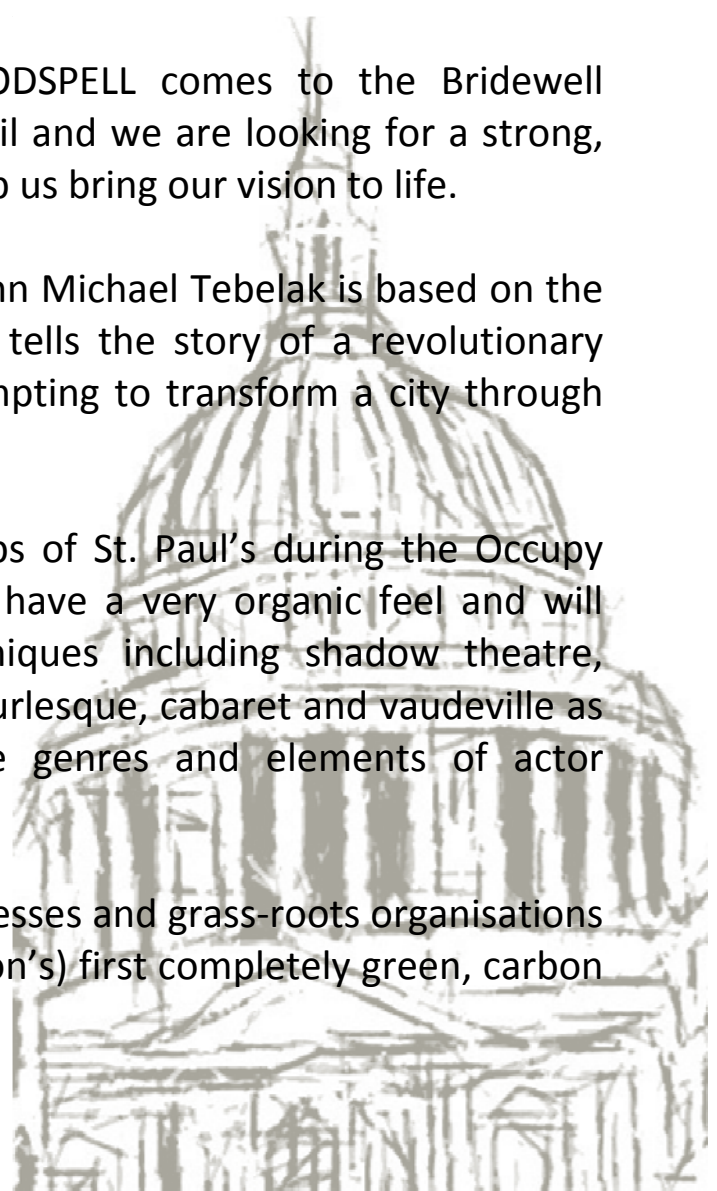 ODSPELL comes to the Bridewell
il and we are looking for a strong,
p us bring our vision to life.
nn Michael Tebelak is based on the
tells the story of a revolutionary
mpting to transform a city through
ps of St. Paul’s during the Occupy
have a very organic feel and will
niques including shadow theatre,
urlesque, cabaret and vaudeville as
e genres and elements of actor
esses and grass-roots organisations
on’s) first completely green, carbon